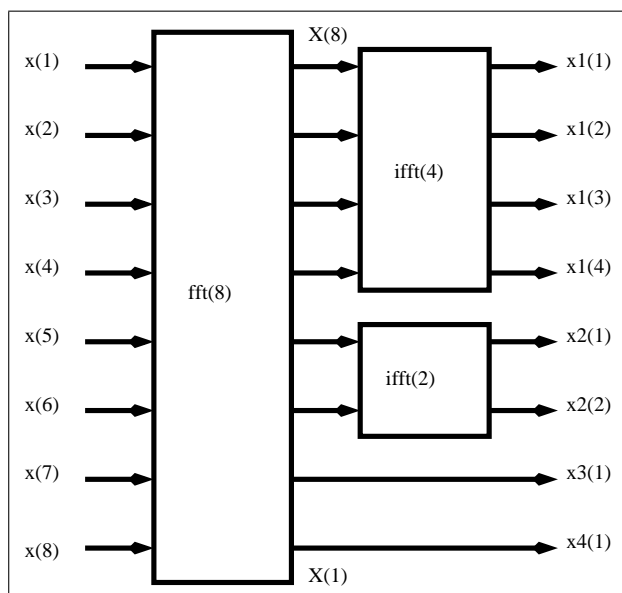 X(8)
x(1) x1(1)
x(2) x1(2)
ifft(4)
x(3) x1(3)
x(4) x1(4)
fft(8)
x(5) x2(1)
ifft(2)
x(6) x2(2)
x(7) x3(1)
x(8) x4(1)
X(1)